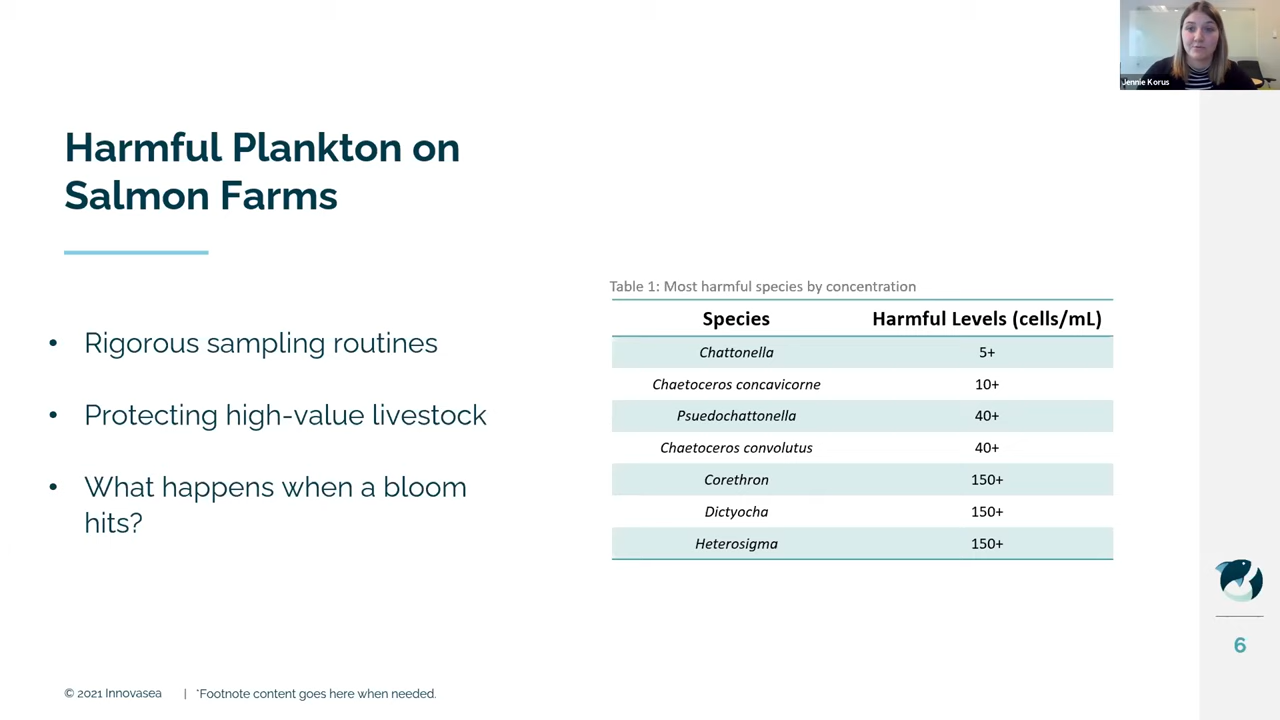 Jennie Korus
Harmful Plankton on
Salmon Farms
• Rigorous sampling routines
• Protecting high-value livestock
• What happens when a bloom
hits?
Table 1: Most harmful species by concentration
Species Harmful Levels (cells/mL)
Chattonella 5+
Chaetoceros concavicorne 10+
Psuedochattonella 40+
Chaetoceros convolutus 40+
Corethron 150+
Dictyocha 150+
Heterosigma 150+
6
© 2021 Innovasea | *Footnote content goes here when needed.